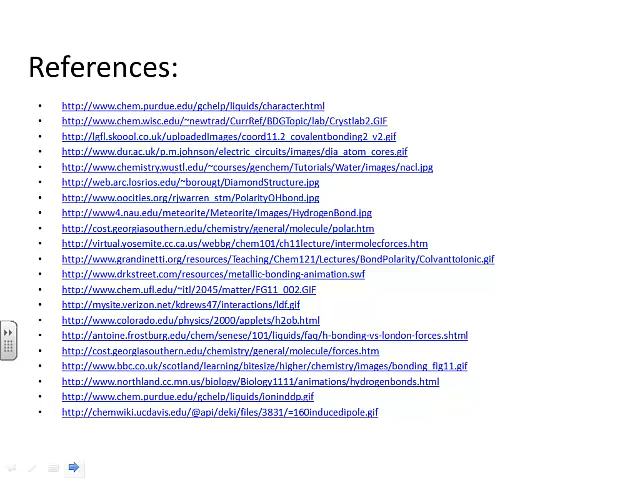 References:
• http://www.chem.purdue.edu/gchelp/liquids/character.html
• http://www.chem.wisc.edu/~newtrad/CurrRef/BDGTopic/lab/Crystlab2.GIF
• http://lgfl.skoool.co.uk/uploadedImages/coord11.2_covalentbonding2_v2.gif
• http://www.dur.ac.uk/p.m.johnson/electric_circuits/images/dia_atom_cores.gif
• http://www.chemistry.wustl.edu/~courses/genchem/Tutorials/Water/images/nacl.jpg
• http://web.arc.losrios.edu/~borougt/DiamondStructure.jpg
• http://www.oocities.org/rjwarren_stm/PolarityOHbond.jpg
• http://www4.nau.edu/meteorite/Meteorite/Images/HydrogenBond.jpg
• http://cost.georgiasouthern.edu/chemistry/general/molecule/polar.htm
• http://virtual.yosemite.cc.ca.us/webbg/chem101/ch11lecture/intermolecforces.htm
• http://www.grandinetti.org/resources/Teaching/Chem121/Lectures/BondPolarity/ColvanttoIonic.gif
• http://www.drkstreet.com/resources/metallic-bonding-animation.swf
• http://www.chem.ufl.edu/~itl/2045/matter/FG11_002.GIF
• http://mysite.verizon.net/kdrews47/interactions/ldf.gif
• http://www.colorado.edu/physics/2000/applets/h2ob.html
• http://antoine.frostburg.edu/chem/senese/101/liquids/faq/h-bonding-vs-london-forces.shtml
• http://cost.georgiasouthern.edu/chemistry/general/molecule/forces.htm
• http://www.bbc.co.uk/scotland/learning/bitesize/higher/chemistry/images/bonding_fig11.gif
• http://www.northland.cc.mn.us/biology/Biology1111/animations/hydrogenbonds.html
• http://www.chem.purdue.edu/gchelp/liquids/ioninddp.gif
• http://chemwiki.ucdavis.edu/@api/deki/files/3831/=160inducedipole.gif